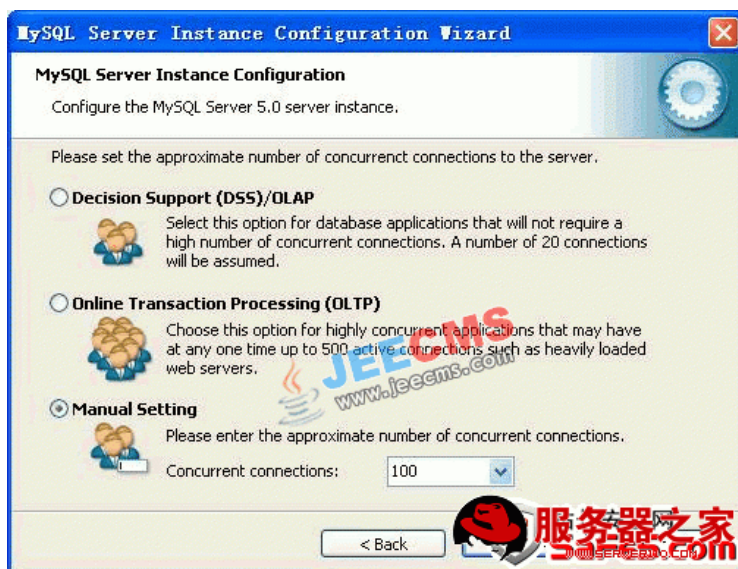 MySQL Server Instance Configuration Wizard
MySQL Server Instance Configuration
Configure the MySQL Server 5.0 server instance.
Please set the approximate number of concurrenct connections to the server.
Decision Support (DSS)/OLAP
Select this option for database applications that will not require a
high number of concurrent connections. A number of 20 connections
will be assumed.
Online Transaction Processing (OLTP)
Choose this option for highly concurrent applications that may have
at any one time up to 500 active connections such as heavily loaded
web servers.
JEECMS
www.jeecms.com
Manual Setting
Please enter the approximate number of concurrent connections.
Concurrent connections:
100
< Back
服务器之家